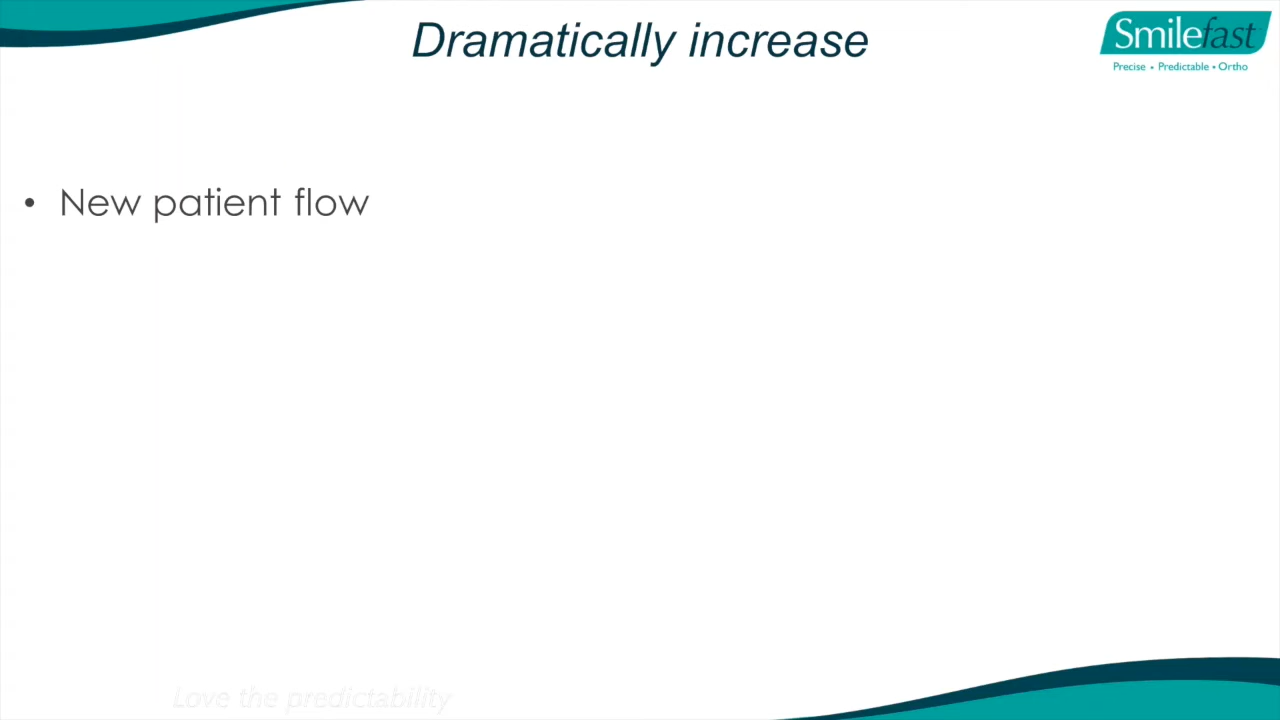 Dramatically increase
Smilefast
Precise • Predictable • Ortho
• New patient flow
Love the predictability